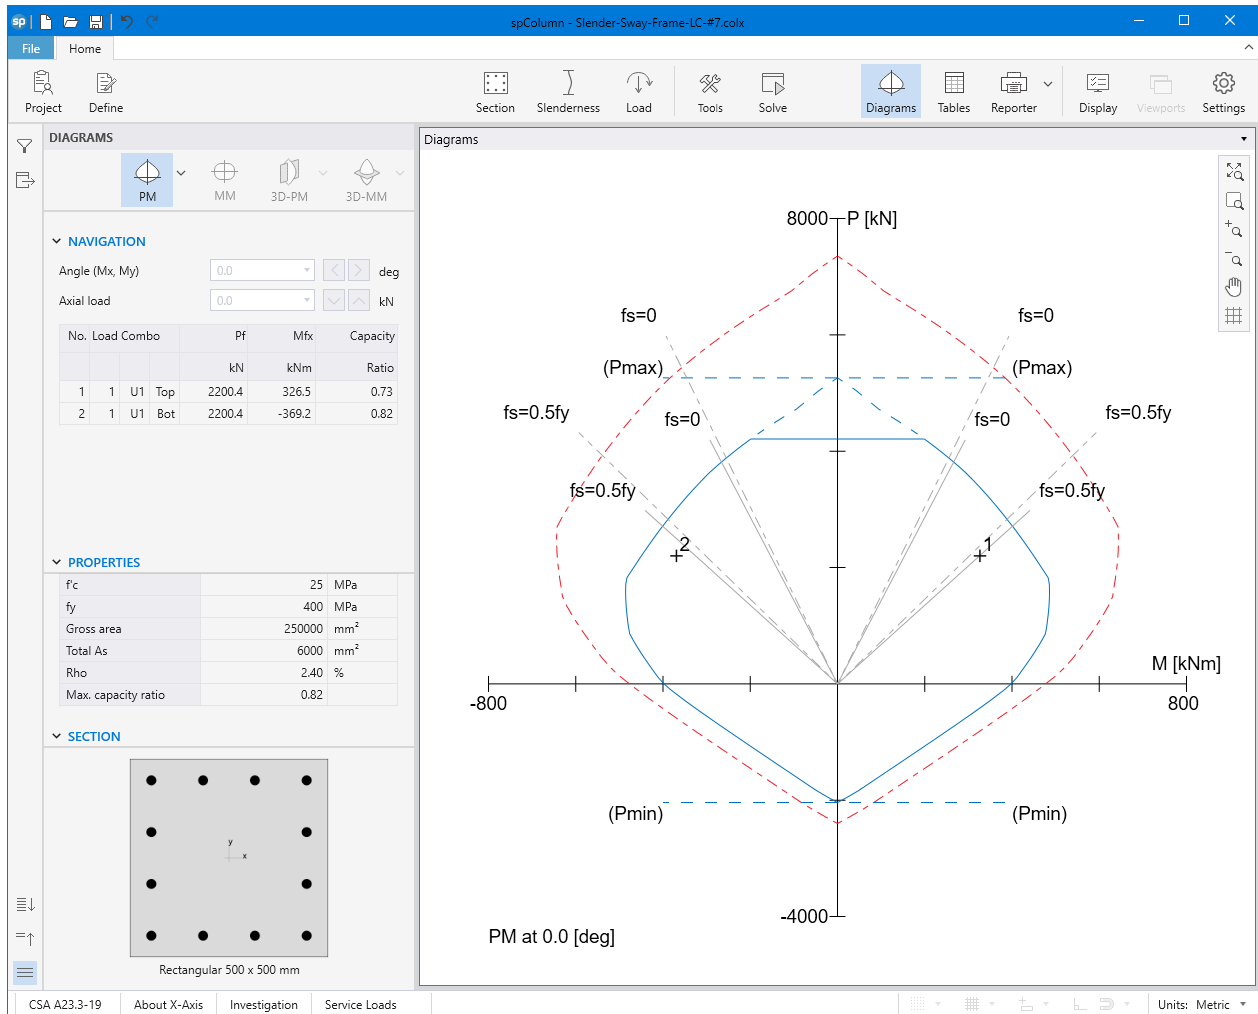 sp
spColumn - Slender-Sway-Frame-LC-#7.colx
File Home
Project Define Section Slenderness Load Tools Solve Diagrams Tables Reporter Display Viewports Settings
DIAGRAMS
PM MM 3D-PM 3D-MM
NAVIGATION
Angle (Mx, My) 0.0 deg
Axial load 0.0 kN
No. Load Combo Pf Mfx Capacity
kN kNm Ratio
1 1 U1 Top 2200.4 326.5 0.73
2 1 U1 Bot 2200.4 -369.2 0.82
PROPERTIES
f'c 25 MPa
fy 400 MPa
Gross area 250000 mm²
Total As 6000 mm²
Rho 2.40 %
Max. capacity ratio 0.82
SECTION
y
x
Rectangular 500 x 500 mm
Diagrams
8000 P [kN]
fs=0 fs=0
(Pmax) (Pmax)
fs=0.5fy fs=0 fs=0 fs=0.5fy
fs=0.5fy fs=0.5fy
2 1
M [kNm]
-800 800
(Pmin) (Pmin)
-4000
PM at 0.0 [deg]
CSA A23.3-19 About X-Axis Investigation Service Loads Units: Metric